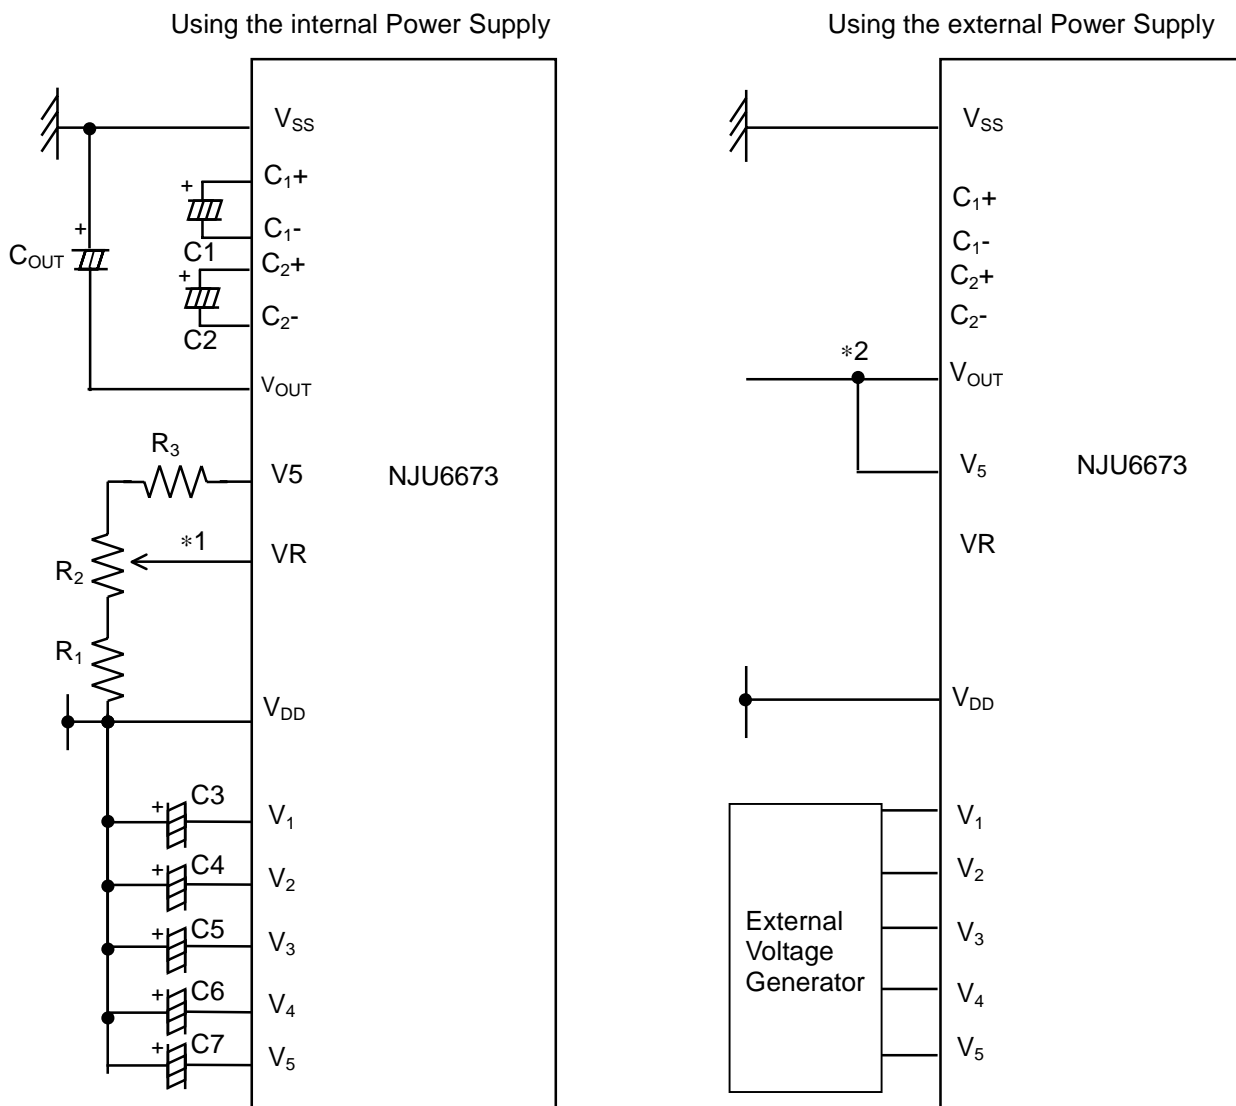 Using the internal Power Supply
VSS
+
C1+
C1-
C1
+
COUT
+
C2+
C2-
C2
VOUT
R3
V5
NJU6673
*1
VR
R2
R1
VDD
+
C3
V1
+
C4
V2
+
C5
V3
+
C6
V4
+
C7
V5
Using the external Power Supply
VSS
C1+
C1-
C2+
C2-
*2
VOUT
V5
NJU6673
VR
VDD
External
Voltage
Generator
V1
V2
V3
V4
V5